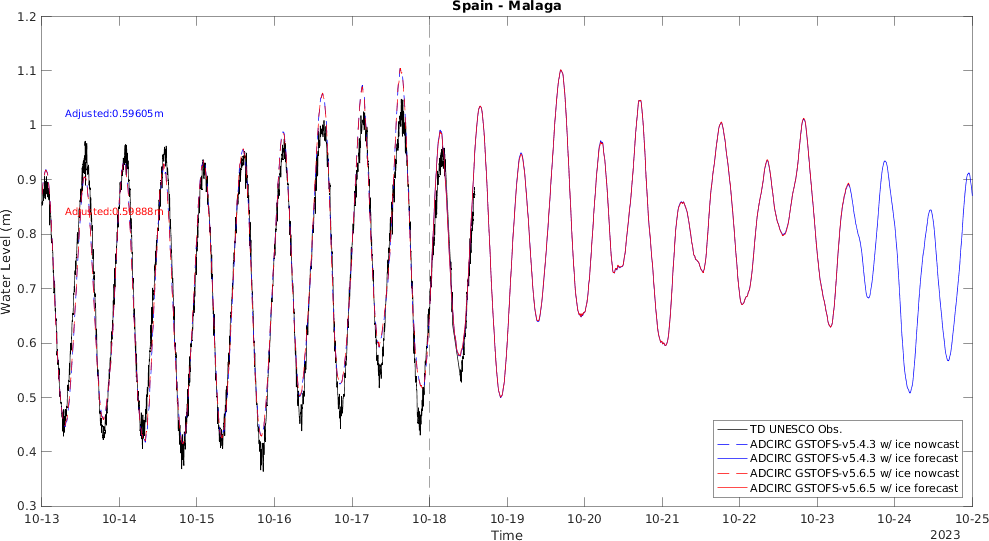 Spain - Malaga
1.2
1.1
1
0.9
0.8
0.7
0.6
0.5
0.4
0.3
Water Level (m)
Adjusted:0.59605m
Adjusted:0.59888m
TD UNESCO Obs.
ADCIRC GSTOFS-v5.4.3 w/ ice nowcast
ADCIRC GSTOFS-v5.4.3 w/ ice forecast
ADCIRC GSTOFS-v5.6.5 w/ ice nowcast
ADCIRC GSTOFS-v5.6.5 w/ ice forecast
10-13 10-14 10-15 10-16 10-17 10-18 10-19 10-20 10-21 10-22 10-23 10-24 10-25
Time
2023